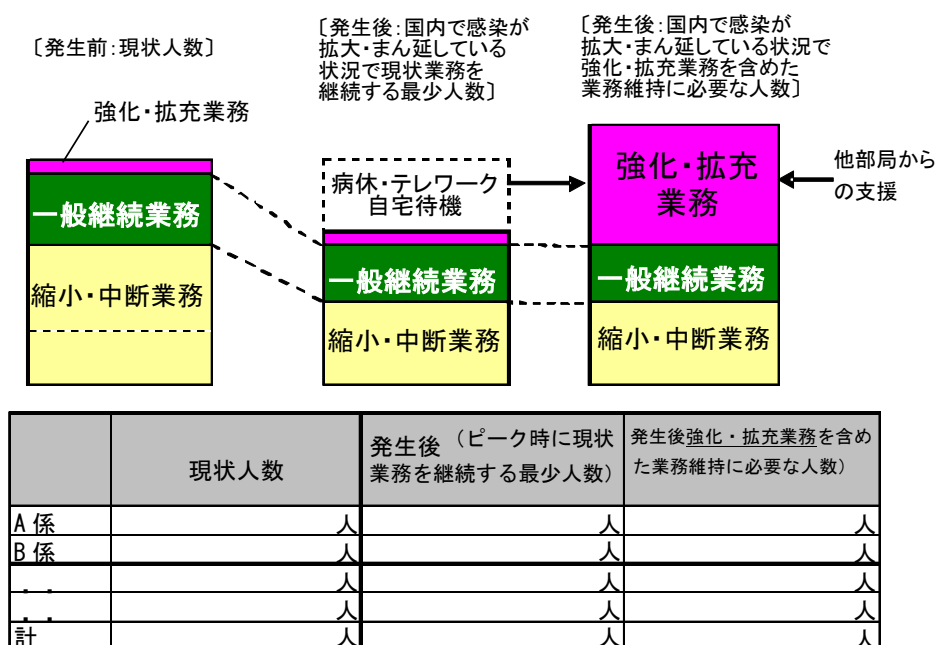 〔発生前:現状人数〕
〔発生後:国内で感染が
拡大・まん延している
状況で現状業務を
継続する最少人数〕
〔発生後:国内で感染が
拡大・まん延している状況で
強化・拡充業務を含めた
業務維持に必要な人数〕
強化・拡充業務
一般継続業務
縮小・中断業務
病休・テレワーク
自宅待機
一般継続業務
縮小・中断業務
強化・拡充
業務
一般継続業務
縮小・中断業務
他部局から
の支援
現状人数
発生後(ピーク時に現状
業務を継続する最少人数)
発生後強化・拡充業務を含め
た業務維持に必要な人数)
A係 人 人 人
B係 人 人 人
. . 人 人 人
. . 人 人 人
計 人 人 人